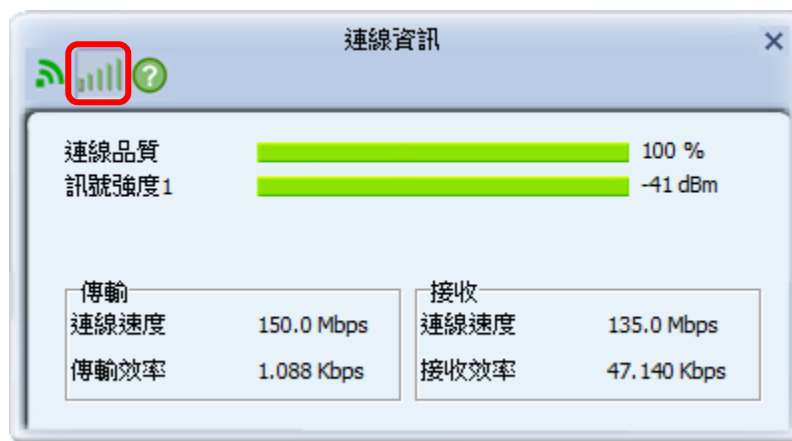 連線資訊
連線品質 100 %
訊號強度1 -41 dBm
傳輸
連線速度 150.0 Mbps
傳輸效率 1.088 Kbps
接收
連線速度 135.0 Mbps
接收效率 47.140 Kbps